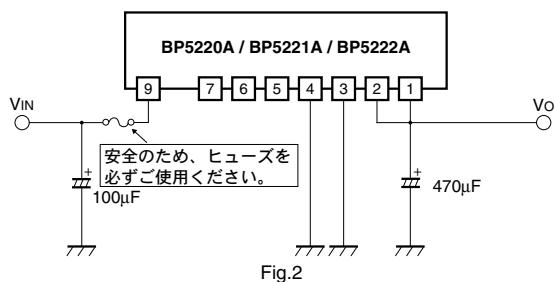 BP5220A / BP5221A / BP5222A
9 7 6 5 4 3 2 1
VIN
VO
安全のため、ヒューズを
必ずご使用ください。
+
100μF
+
470μF
Fig.2